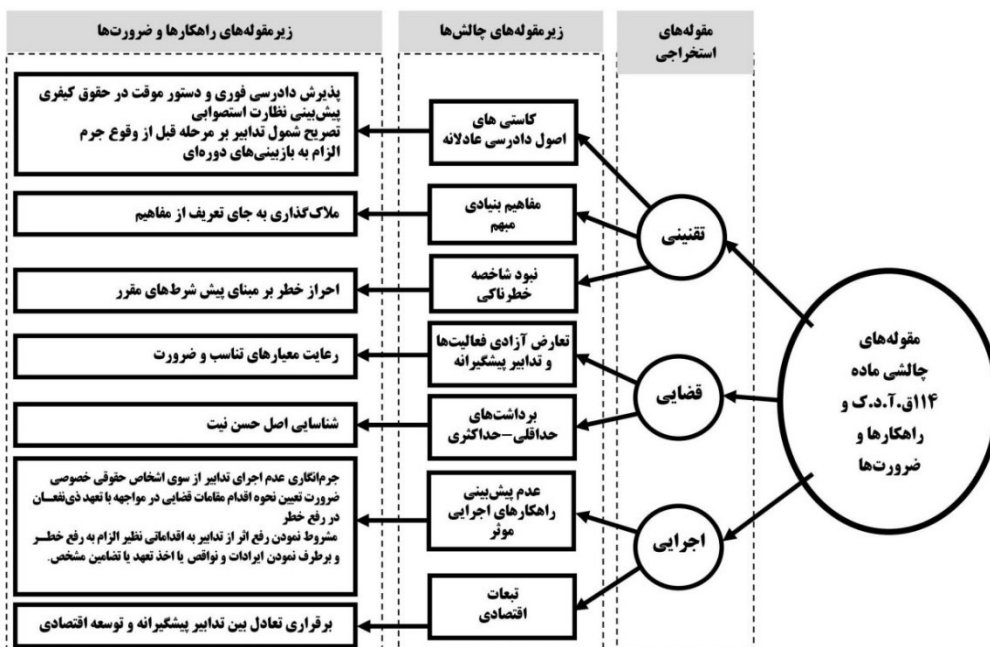 مقوله‌های
استخراجی
زیرمقوله‌های چالش‌ها
زیرمقوله‌های راهکارها و ضرورت‌ها
مقوله‌های
چالشی ماده
۱۱۴ق.آ.د.ک و
راهکارها و
ضرورت‌ها
تقنینی
کاستی های
اصول دادرسی عادلانه
پذیرش دادرسی فوری و دستور موقت در حقوق کیفری
پیش‌بینی نظارت استصوابی
تصریح شمول تدابیر بر مرحله قبل از وقوع جرم
الزام به بازبینی‌های دوره‌ای
مفاهیم بنیادی
مبهم
ملاک‌گذاری به جای تعریف از مفاهیم
نبود شاخصه
خطرناکی
احراز خطر بر مبنای پیش شرط‌های مقرر
قضایی
تعارض آزادی فعالیت‌ها
و تدابیر پیشگیرانه
رعایت معیارهای تناسب و ضرورت
برداشت‌های
حداقلی-حداکثری
شناسایی اصل حسن نیت
اجرایی
عدم پیش‌بینی
راهکارهای اجرایی
موثر
جرم‌انگاری عدم اجرای تدابیر از سوی اشخاص حقوقی خصوصی
ضرورت تعیین نحوه اقدام مقامات قضایی در مواجهه با تعهد ذی‌نفعـــان
در رفع خطر
مشروط نمودن رفع اثر از تدابیر به اقداماتی نظیر الزام به رفع خطـــر
و برطرف نمودن ایرادات و نواقص یا اخذ تعهد یا تضامین مشخص.
تبعات
اقتصادی
برقراری تعادل بین تدابیر پیشگیرانه و توسعه اقتصادی